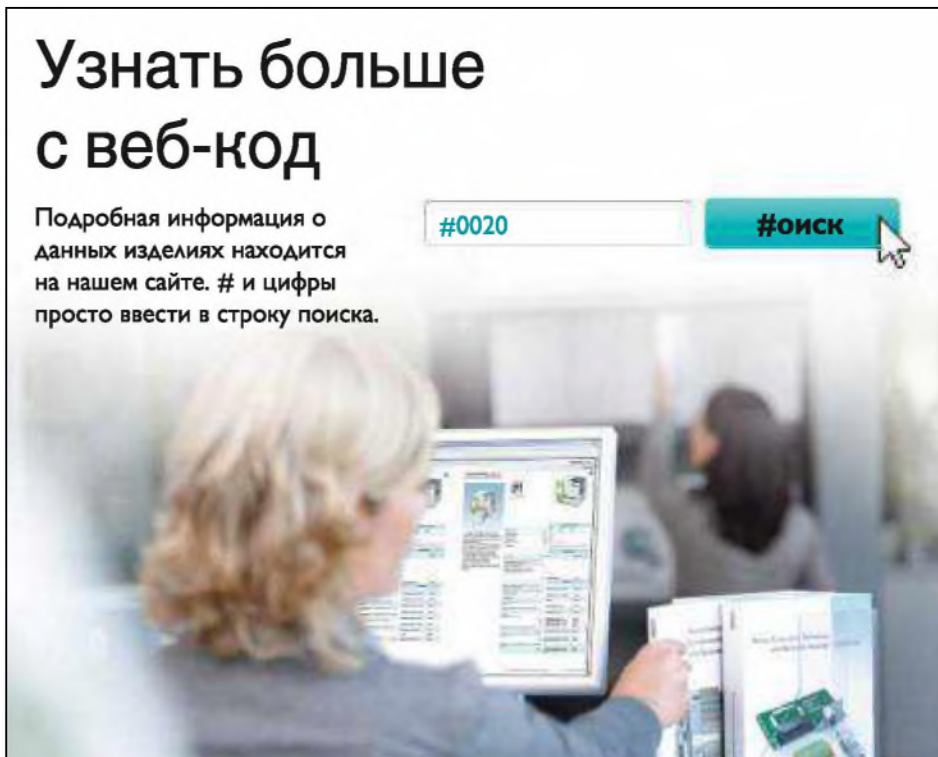 Узнать больше
с веб-код
Подробная информация о
данных изделиях находится
на нашем сайте. # и цифры
просто ввести в строку поиска.
#0020
#оиск